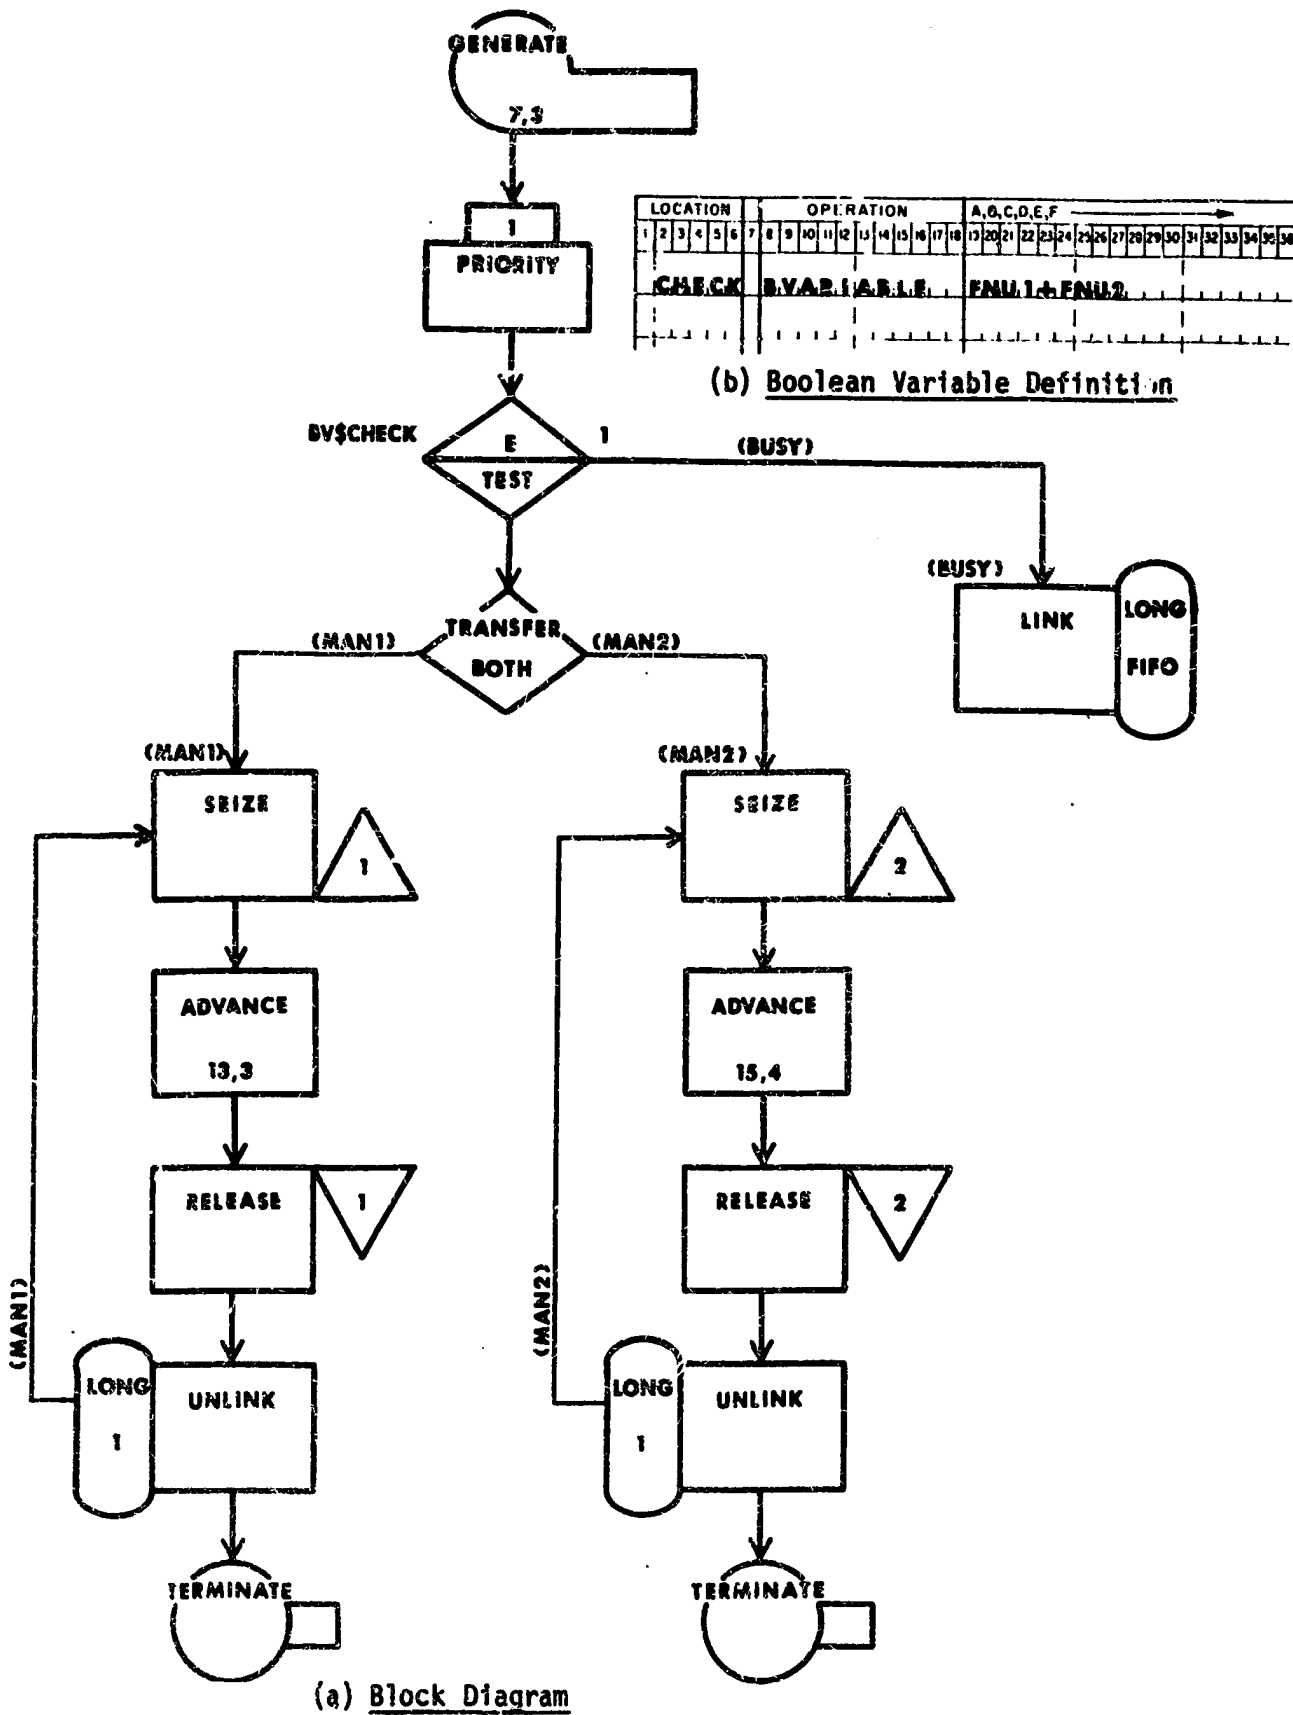 GENERATE
7,3
1
PRIORITY
LOCATION OPERATION A,B,C,D,E,F
1 2 3 4 5 6 7 8 9 10 11 12 13 14 15 16 17 18 19 20 21 22 23 24 25 26 27 28 29 30 31 32 33 34 35 36
CHECK BVARIABLE FNU1+FNU2
(b) Boolean Variable Definition
BV$CHECK E 1 (BUSY)
TEST
(BUSY)
LINK LONG
FIFO
(MAN1) TRANSFER (MAN2)
BOTH
(MAN1) (MAN2)
SEIZE SEIZE
1 2
ADVANCE ADVANCE
13,3 15,4
RELEASE RELEASE
1 2
(MAN1) (MAN2)
LONG UNLINK LONG UNLINK
1 1
TERMINATE TERMINATE
(a) Block Diagram